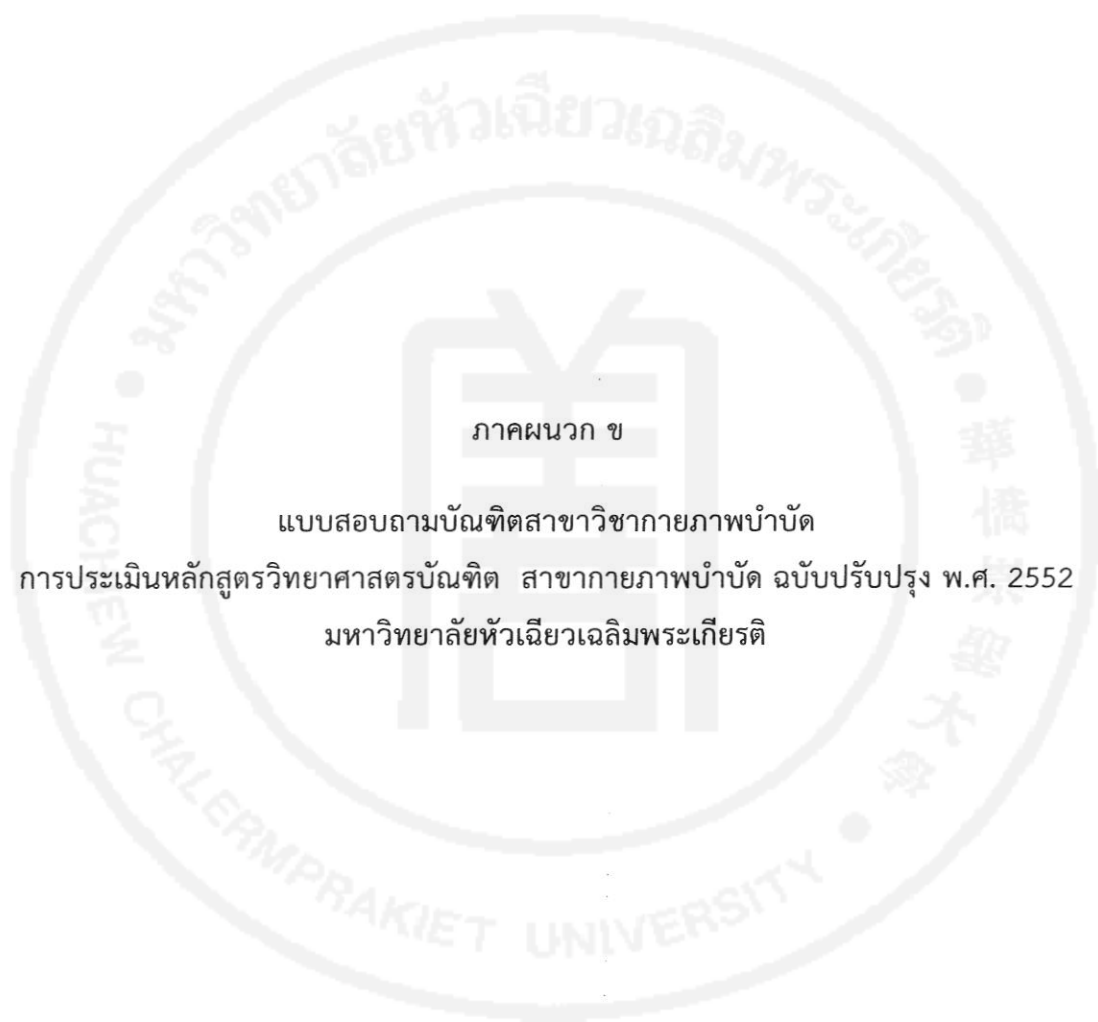 มหาวิทยาลัยหัวเฉียวเฉลิมพระเกียรติ
ภาคผนวก ข
แบบสอบถามบัณฑิตสาขาวิชากายภาพบำบัด
การประเมินหลักสูตรวิทยาศาสตรบัณฑิต สาขากายภาพบำบัด ฉบับปรับปรุง พ.ศ. 2552
มหาวิทยาลัยหัวเฉียวเฉลิมพระเกียรติ
華僑崇聖大學
HUACHIEW CHALERMPRAKIET UNIVERSITY